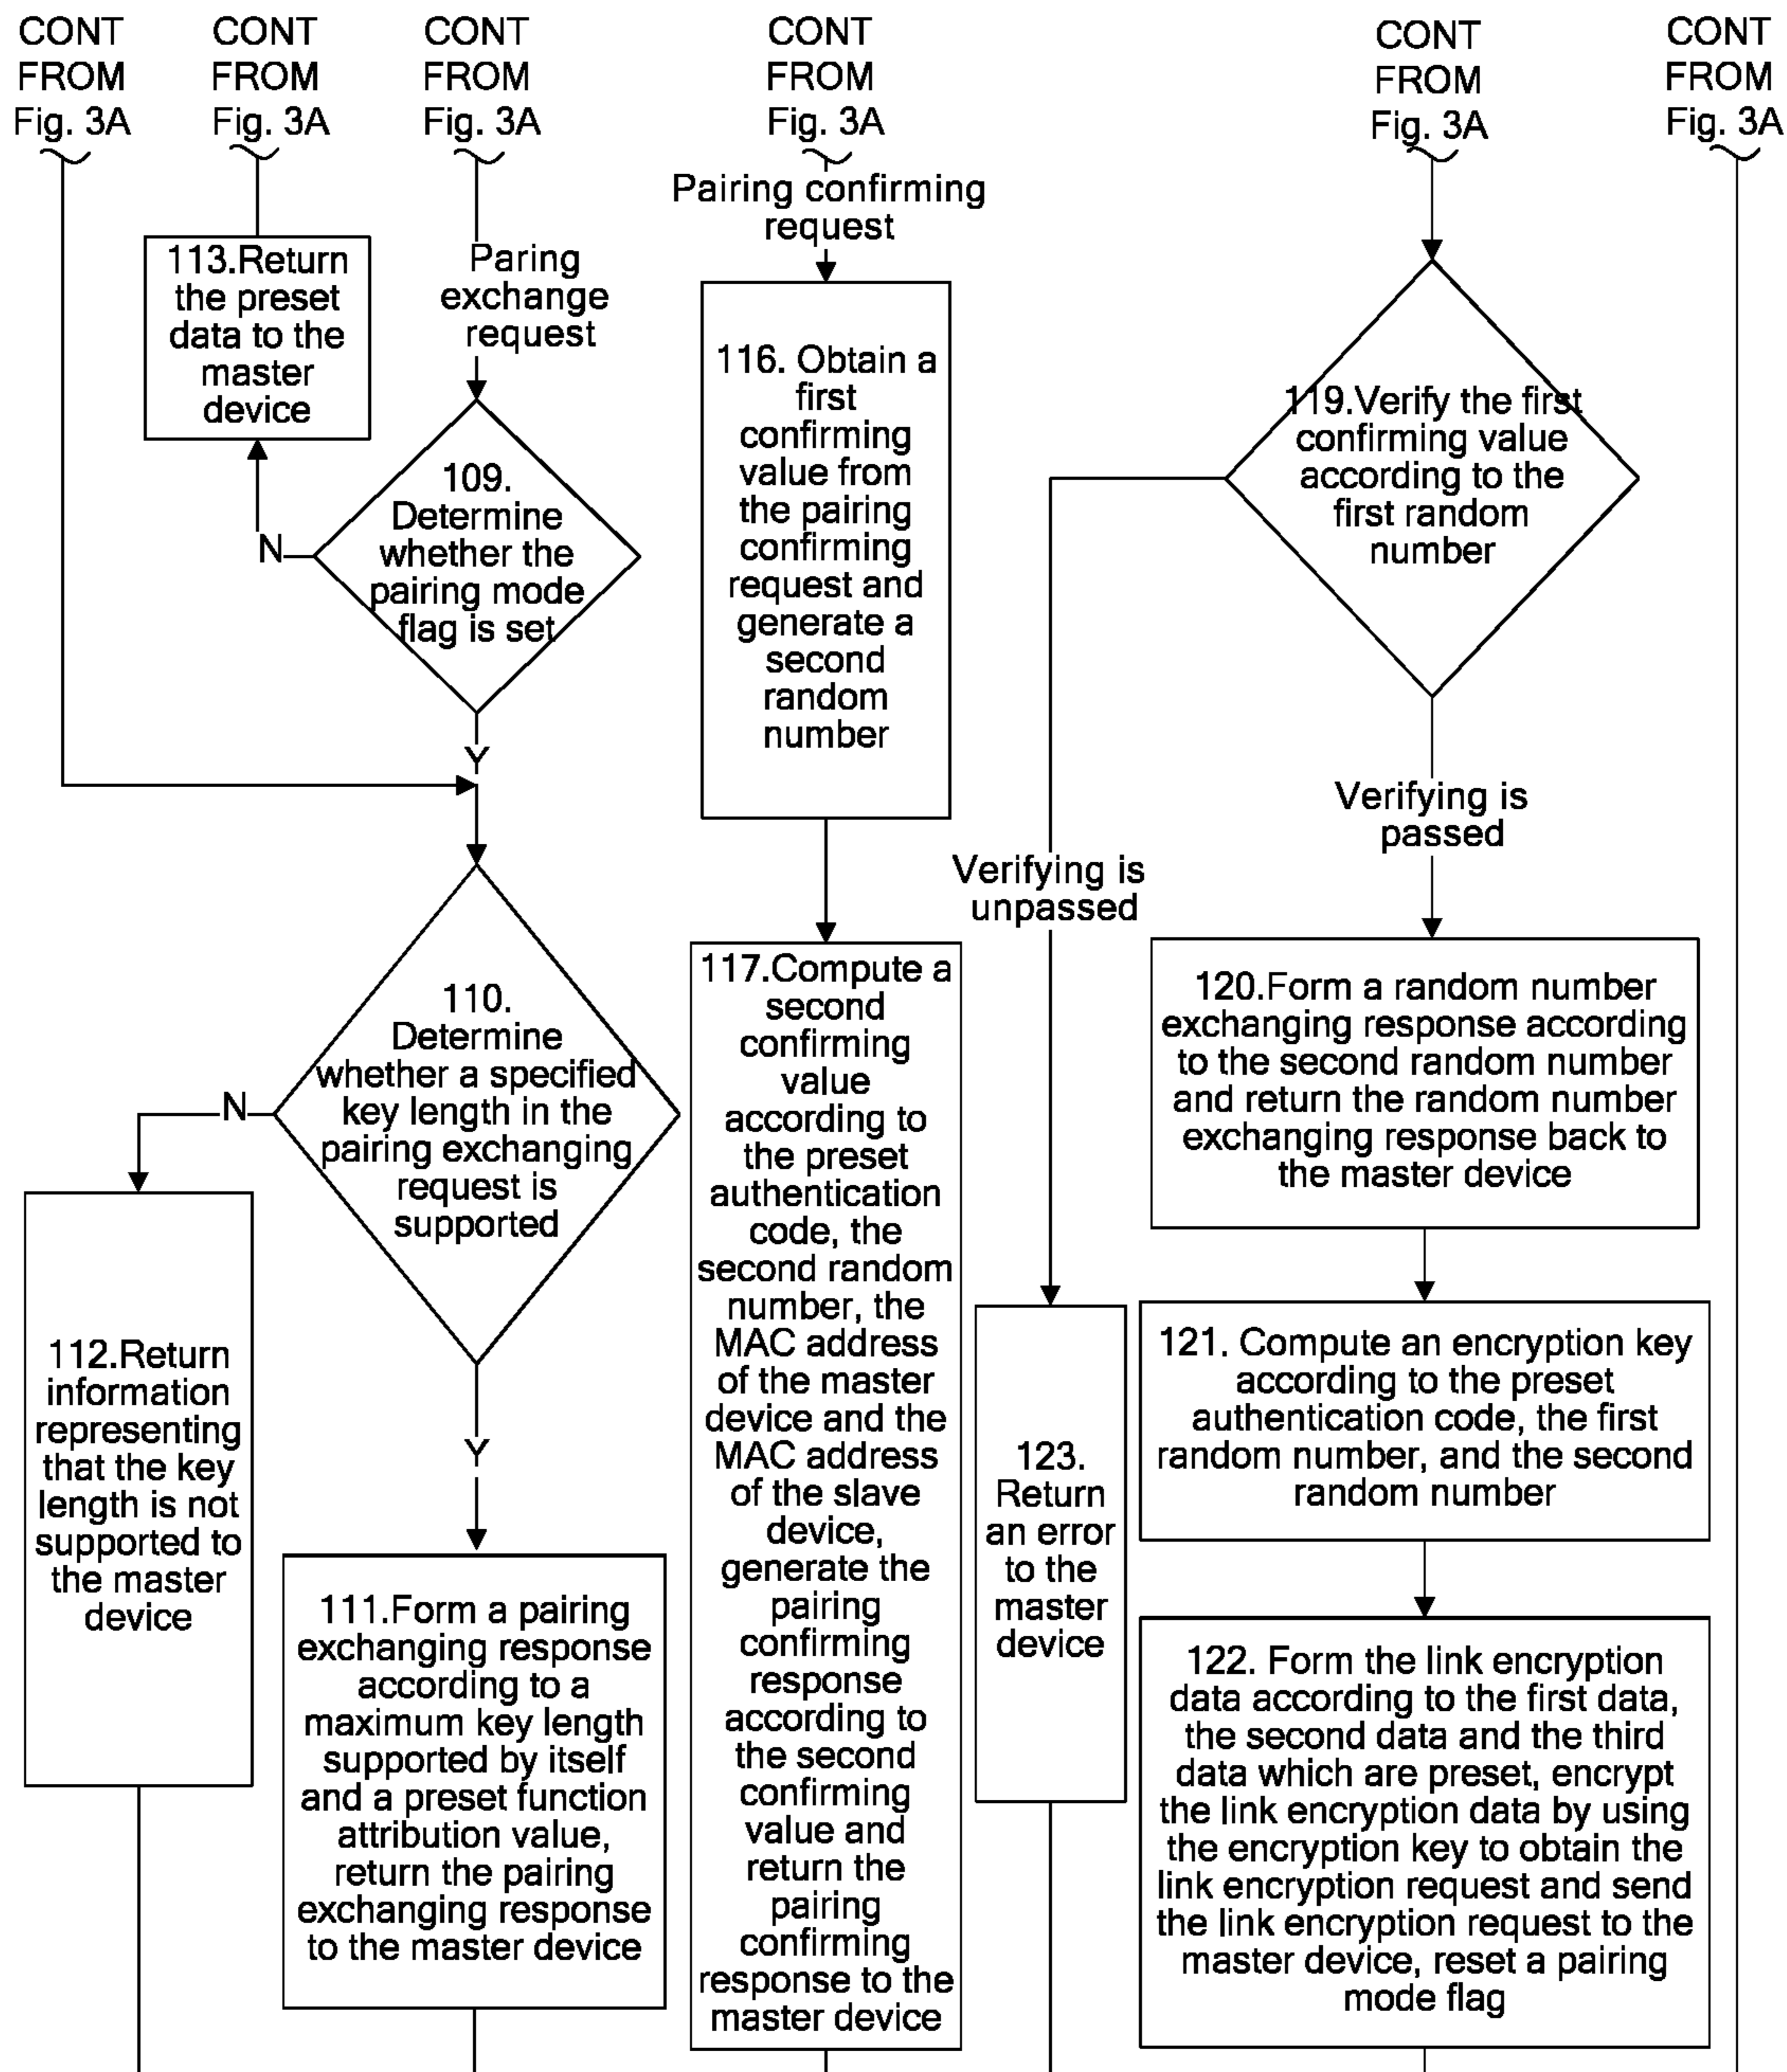 CONT
FROM
Fig. 3A
CONT
FROM
Fig. 3A
CONT
FROM
Fig. 3A
CONT
FROM
Fig. 3A
CONT
FROM
Fig. 3A
CONT
FROM
Fig. 3A
113.Return
the preset
data to the
master
device
Paring
exchange
request
109.
Determine
whether the
pairing mode
flag is set
N
Y
110.
Determine
whether a specified
key length in the
pairing exchanging
request is
supported
N
112.Return
information
representing
that the key
length is not
supported to
the master
device
Y
111.Form a pairing
exchanging response
according to a
maximum key length
supported by itself
and a preset function
attribution value,
return the pairing
exchanging response
to the master device
Pairing confirming
request
116. Obtain a
first
confirming
value from
the pairing
confirming
request and
generate a
second
random
number
117.Compute a
second
confirming
value
according to
the preset
authentication
code, the
second random
number, the
MAC address
of the master
device and the
MAC address
of the slave
device,
generate the
pairing
confirming
response
according to
the second
confirming
value and
return the
pairing
confirming
response to the
master device
119.Verify the first
confirming value
according to the
first random
number
Verifying is
unpassed
123.
Return
an error
to the
master
device
Verifying is
passed
120.Form a random number
exchanging response according
to the second random number
and return the random number
exchanging response back to
the master device
121. Compute an encryption key
according to the preset
authentication code, the first
random number, and the second
random number
122. Form the link encryption
data according to the first data,
the second data and the third
data which are preset, encrypt
the link encryption data by using
the encryption key to obtain the
link encryption request and send
the link encryption request to the
master device, reset a pairing
mode flag